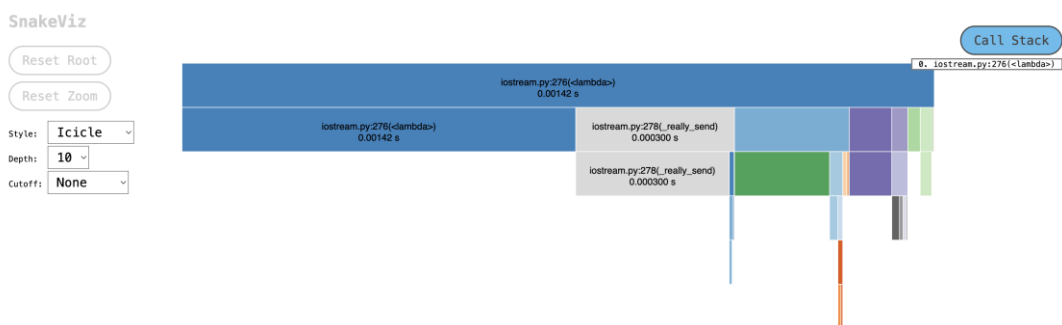 SnakeViz
Reset Root
Reset Zoom
Style: Icicle
Depth: 10
Cutoff: None
Call Stack
0. iostream.py:276(<lambda>)
iostream.py:276(<lambda>)
0.00142 s
iostream.py:276(<lambda>)
0.00142 s
iostream.py:278(_really_send)
0.000300 s
iostream.py:278(_really_send)
0.000300 s